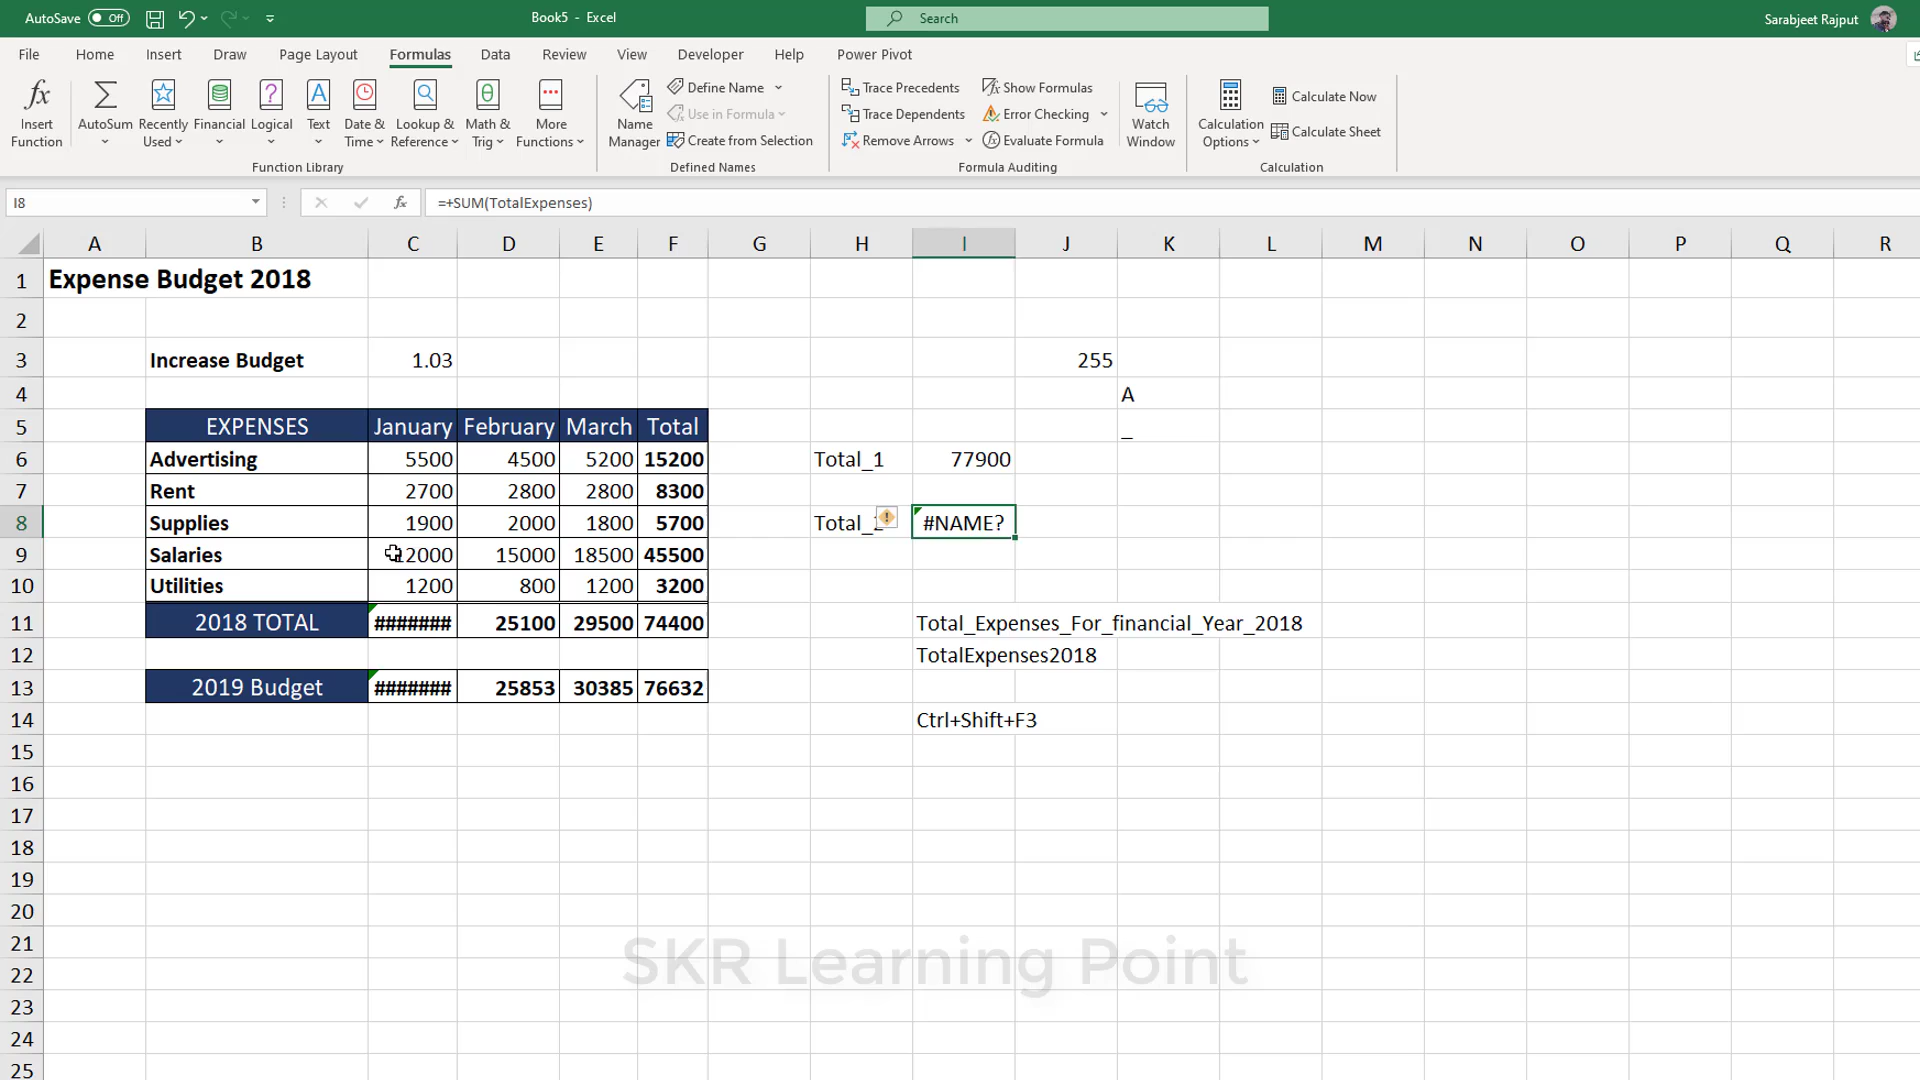 AutoSave Off Book5 - Excel Search Sarabjeet Rajput
File Home Insert Draw Page Layout Formulas Data Review View Developer Help Power Pivot
Insert Function
AutoSum
Recently Used
Financial
Logical
Text
Date & Time
Lookup & Reference
Math & Trig
More Functions
Function Library
Name Manager
Define Name
Use in Formula
Create from Selection
Defined Names
Trace Precedents
Trace Dependents
Remove Arrows
Show Formulas
Error Checking
Evaluate Formula
Formula Auditing
Watch Window
Calculation Options
Calculate Now
Calculate Sheet
Calculation
I8 fx =+SUM(TotalExpenses)
A B C D E F G H I J K L M N O P Q R
1 Expense Budget 2018
2
3 Increase Budget 1.03 255
4 A
5 EXPENSES January February March Total _
6 Advertising 5500 4500 5200 15200 Total_1 77900
7 Rent 2700 2800 2800 8300
8 Supplies 1900 2000 1800 5700 Total_ #NAME?
9 Salaries 12000 15000 18500 45500
10 Utilities 1200 800 1200 3200
11 2018 TOTAL ####### 25100 29500 74400 Total_Expenses_For_financial_Year_2018
12 TotalExpenses2018
13 2019 Budget ####### 25853 30385 76632
14 Ctrl+Shift+F3
15
16
17
18
19
20
21
22
23
24
25
SKR Learning Point